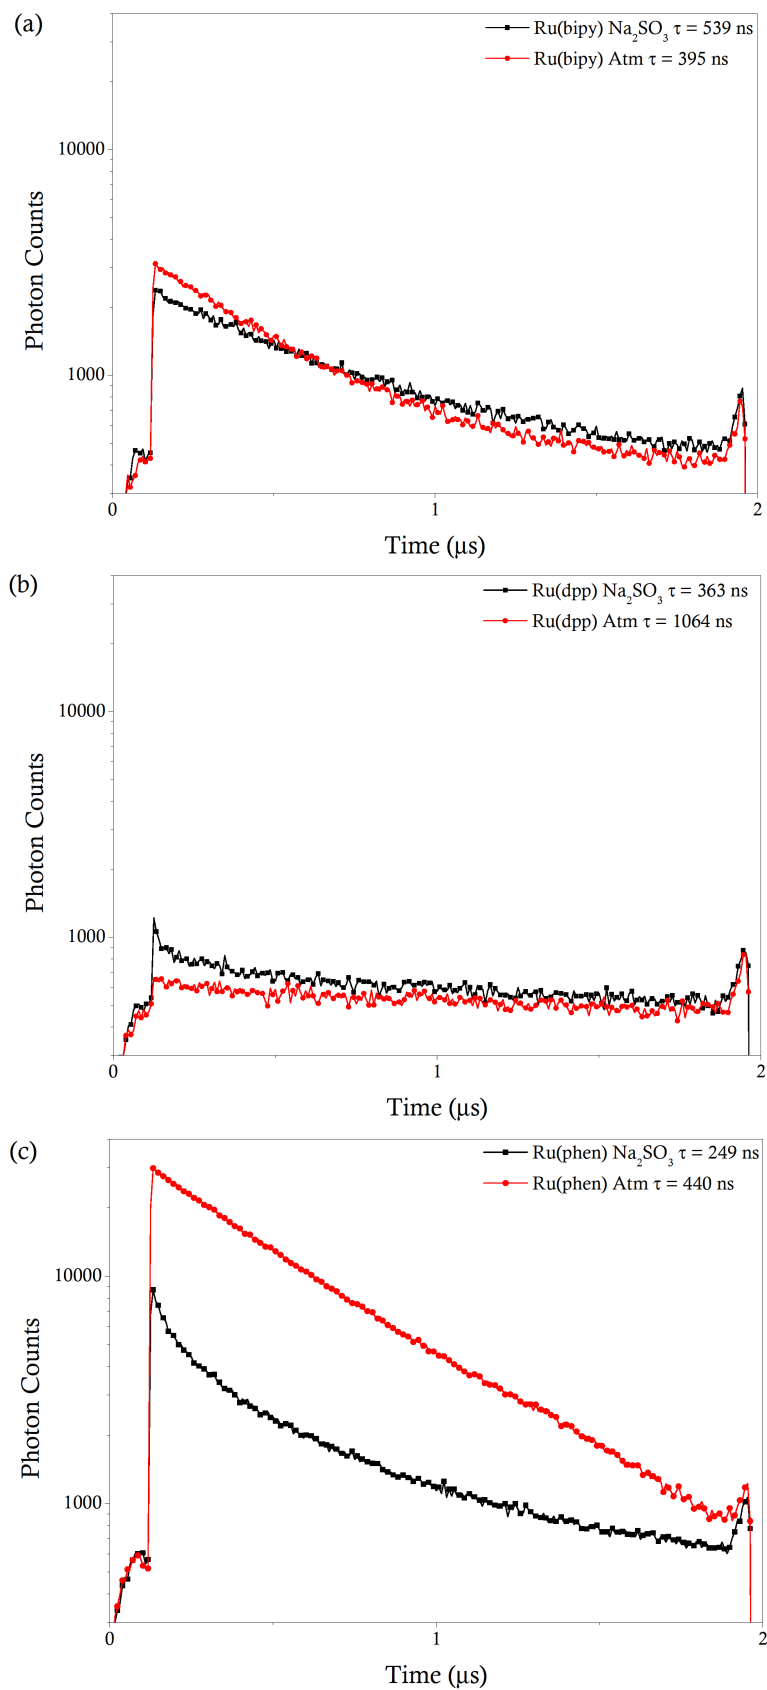 (a)
Ru(bipy) Na₂SO₃ τ = 539 ns
Ru(bipy) Atm τ = 395 ns
10000
1000
Photon Counts
0 1 2
Time (µs)
(b)
Ru(dpp) Na₂SO₃ τ = 363 ns
Ru(dpp) Atm τ = 1064 ns
10000
1000
Photon Counts
0 1 2
Time (µs)
(c)
Ru(phen) Na₂SO₃ τ = 249 ns
Ru(phen) Atm τ = 440 ns
10000
1000
Photon Counts
0 1 2
Time (µs)